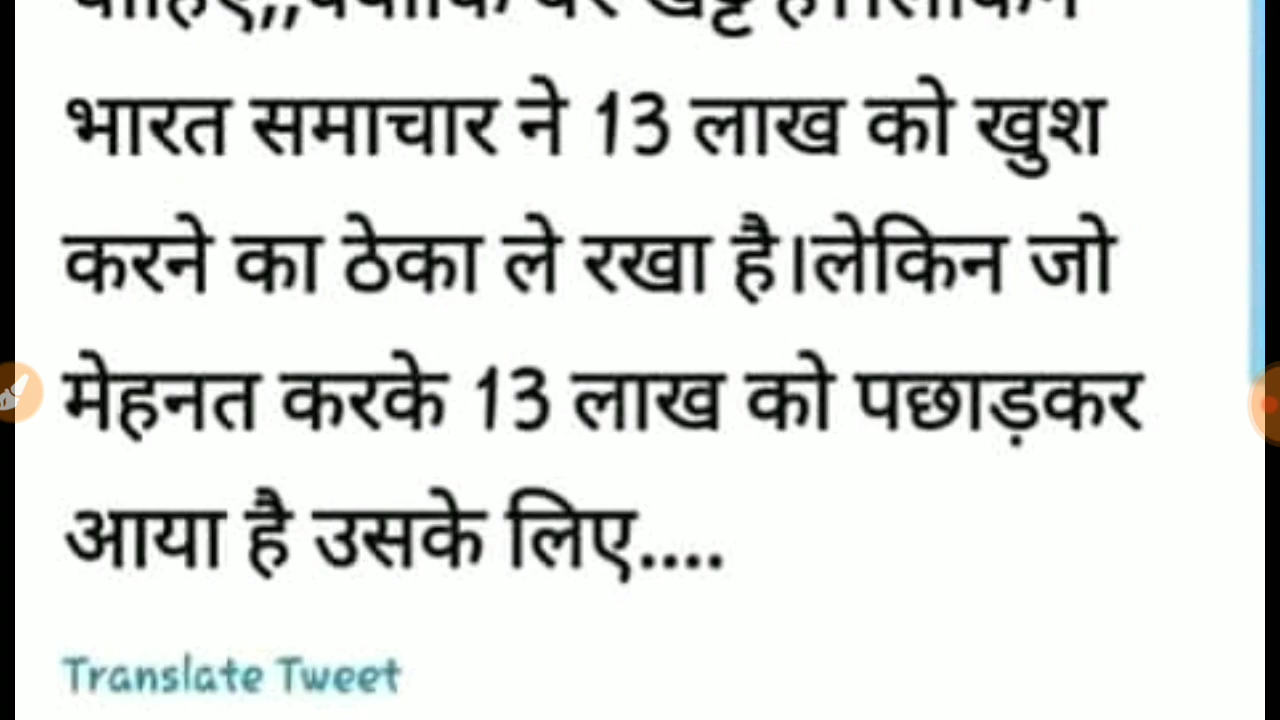 भारत समाचार ने 13 लाख को खुश
करने का ठेका ले रखा है।लेकिन जो
मेहनत करके 13 लाख को पछाड़कर
आया है उसके लिए....
Translate Tweet